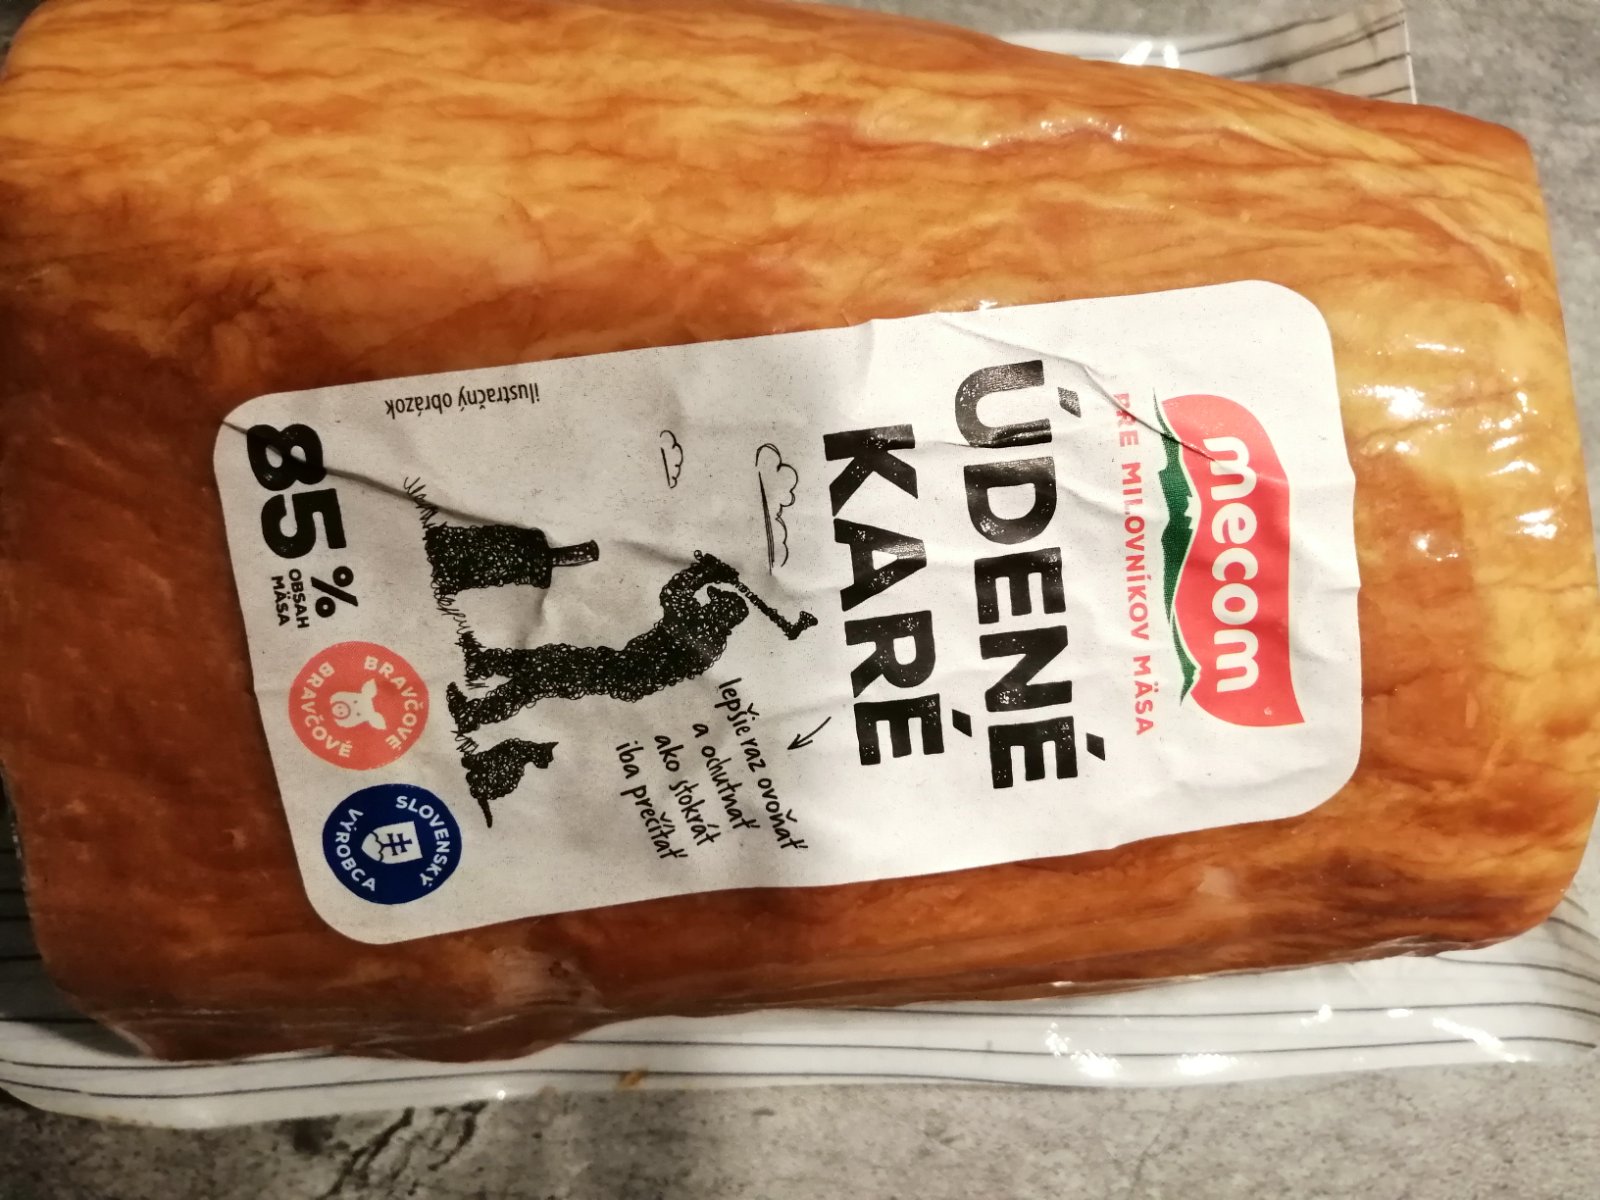 mecom
PRE MILOVNÍKOV MÄSA
ÚDENÉ
KARÉ
lepšie raz ovoňať
a ochutnať
ako stokrát
iba prečítať
ilustračný obrázok
85%
OBSAH
MÄSA
BRAVČOVÉ
BRAVČOVÉ
SLOVENSKÝ
VÝROBCA